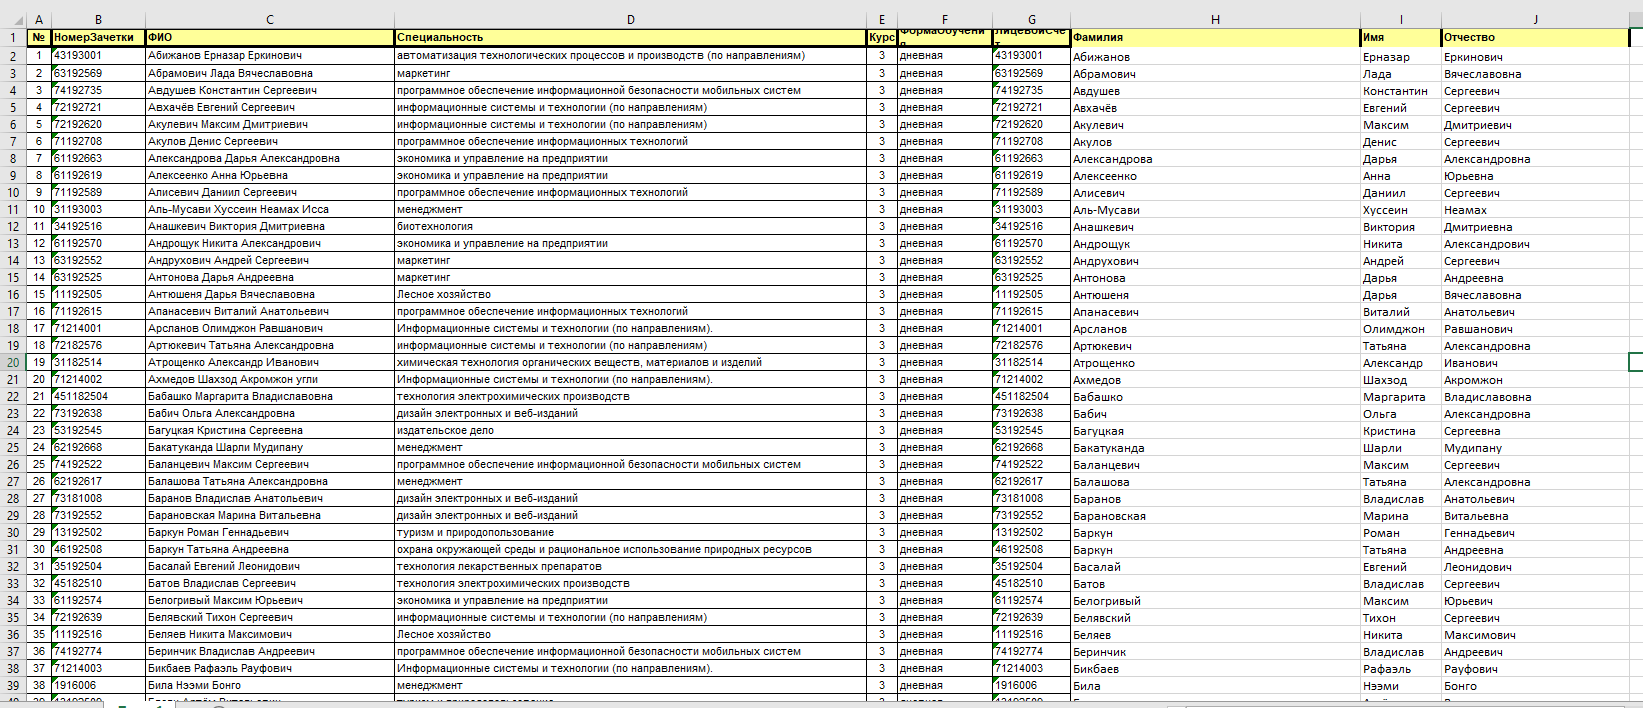 A B C D E F G H I J
1 № НомерЗачетки ФИО Специальность Курс ФормаОбучени ЛицевойСче Фамилия Имя Отчество
2 1 43193001 Абижанов Ерназар Еркинович автоматизация технологических процессов и производств (по направлениям) 3 дневная 43193001 Абижанов Ерназар Еркинович
3 2 63192569 Абрамович Лада Вячеславовна маркетинг 3 дневная 63192569 Абрамович Лада Вячеславовна
4 3 74192735 Авдушев Константин Сергеевич программное обеспечение информационной безопасности мобильных систем 3 дневная 74192735 Авдушев Константин Сергеевич
5 4 72192721 Авхачёв Евгений Сергеевич информационные системы и технологии (по направлениям) 3 дневная 72192721 Авхачёв Евгений Сергеевич
6 5 72192620 Акулевич Максим Дмитриевич информационные системы и технологии (по направлениям) 3 дневная 72192620 Акулевич Максим Дмитриевич
7 6 71192708 Акулов Денис Сергеевич программное обеспечение информационных технологий 3 дневная 71192708 Акулов Денис Сергеевич
8 7 61192663 Александрова Дарья Александровна экономика и управление на предприятии 3 дневная 61192663 Александрова Дарья Александровна
9 8 61192619 Алексеенко Анна Юрьевна экономика и управление на предприятии 3 дневная 61192619 Алексеенко Анна Юрьевна
10 9 71192589 Алисевич Даниил Сергеевич программное обеспечение информационных технологий 3 дневная 71192589 Алисевич Даниил Сергеевич
11 10 31193003 Аль-Мусави Хуссеин Неамах Исса менеджмент 3 дневная 31193003 Аль-Мусави Хуссеин Неамах
12 11 34192516 Анашкевич Виктория Дмитриевна биотехнология 3 дневная 34192516 Анашкевич Виктория Дмитриевна
13 12 61192570 Андрощук Никита Александрович экономика и управление на предприятии 3 дневная 61192570 Андрощук Никита Александрович
14 13 63192552 Андрухович Андрей Сергеевич маркетинг 3 дневная 63192552 Андрухович Андрей Сергеевич
15 14 63192525 Антонова Дарья Андреевна маркетинг 3 дневная 63192525 Антонова Дарья Андреевна
16 15 11192505 Антюшеня Дарья Вячеславовна Лесное хозяйство 3 дневная 11192505 Антюшеня Дарья Вячеславовна
17 16 71192615 Апанасевич Виталий Анатольевич программное обеспечение информационных технологий 3 дневная 71192615 Апанасевич Виталий Анатольевич
18 17 71214001 Арсланов Олимджон Равшанович Информационные системы и технологии (по направлениям). 3 дневная 71214001 Арсланов Олимджон Равшанович
19 18 72182576 Артюкевич Татьяна Александровна информационные системы и технологии (по направлениям) 3 дневная 72182576 Артюкевич Татьяна Александровна
20 19 31182514 Атрощенко Александр Иванович химическая технология органических веществ, материалов и изделий 3 дневная 31182514 Атрощенко Александр Иванович
21 20 71214002 Ахмедов Шахзод Акромжон угли Информационные системы и технологии (по направлениям). 3 дневная 71214002 Ахмедов Шахзод Акромжон
22 21 451182504 Бабашко Маргарита Владиславовна технология электрохимических производств 3 дневная 451182504 Бабашко Маргарита Владиславовна
23 22 73192638 Бабич Ольга Александровна дизайн электронных и веб-изданий 3 дневная 73192638 Бабич Ольга Александровна
24 23 53192545 Багуцкая Кристина Сергеевна издательское дело 3 дневная 53192545 Багуцкая Кристина Сергеевна
25 24 62192668 Бакатуканда Шарли Мудипану менеджмент 3 дневная 62192668 Бакатуканда Шарли Мудипану
26 25 74192522 Баланцевич Максим Сергеевич программное обеспечение информационной безопасности мобильных систем 3 дневная 74192522 Баланцевич Максим Сергеевич
27 26 62192617 Балашова Татьяна Александровна менеджмент 3 дневная 62192617 Балашова Татьяна Александровна
28 27 73181008 Баранов Владислав Анатольевич дизайн электронных и веб-изданий 3 дневная 73181008 Баранов Владислав Анатольевич
29 28 73192552 Барановская Марина Витальевна дизайн электронных и веб-изданий 3 дневная 73192552 Барановская Марина Витальевна
30 29 13192502 Баркун Роман Геннадьевич туризм и природопользование 3 дневная 13192502 Баркун Роман Геннадьевич
31 30 46192508 Баркун Татьяна Андреевна охрана окружающей среды и рациональное использование природных ресурсов 3 дневная 46192508 Баркун Татьяна Андреевна
32 31 35192504 Басалай Евгений Леонидович технология лекарственных препаратов 3 дневная 35192504 Басалай Евгений Леонидович
33 32 45182510 Батов Владислав Сергеевич технология электрохимических производств 3 дневная 45182510 Батов Владислав Сергеевич
34 33 61192574 Белогривый Максим Юрьевич экономика и управление на предприятии 3 дневная 61192574 Белогривый Максим Юрьевич
35 34 72192639 Белявский Тихон Сергеевич информационные системы и технологии (по направлениям) 3 дневная 72192639 Белявский Тихон Сергеевич
36 35 11192516 Беляев Никита Максимович Лесное хозяйство 3 дневная 11192516 Беляев Никита Максимович
37 36 74192774 Беринчик Владислав Андреевич программное обеспечение информационной безопасности мобильных систем 3 дневная 74192774 Беринчик Владислав Андреевич
38 37 71214003 Бикбаев Рафаэль Рауфович Информационные системы и технологии (по направлениям). 3 дневная 71214003 Бикбаев Рафаэль Рауфович
39 38 1916006 Била Нээми Бонго менеджмент 3 дневная 1916006 Била Нээми Бонго